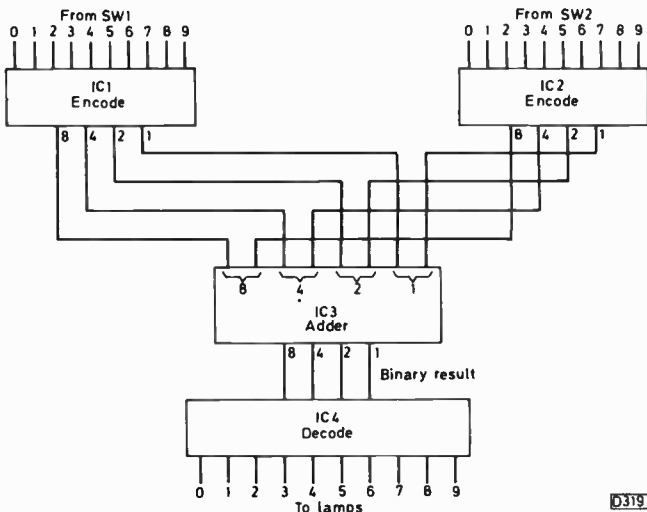 From SW1
0 1 2 3 4 5 6 7 8 9
IC1
Encode
8 4 2 1
From SW2
0 1 2 3 4 5 6 7 8 9
IC2
Encode
8 4 2 1
8 4 2 1
IC3
Adder
8 4 2 1
Binary result
IC4
Decode
0 1 2 3 4 5 6 7 8 9
To lamps
D319